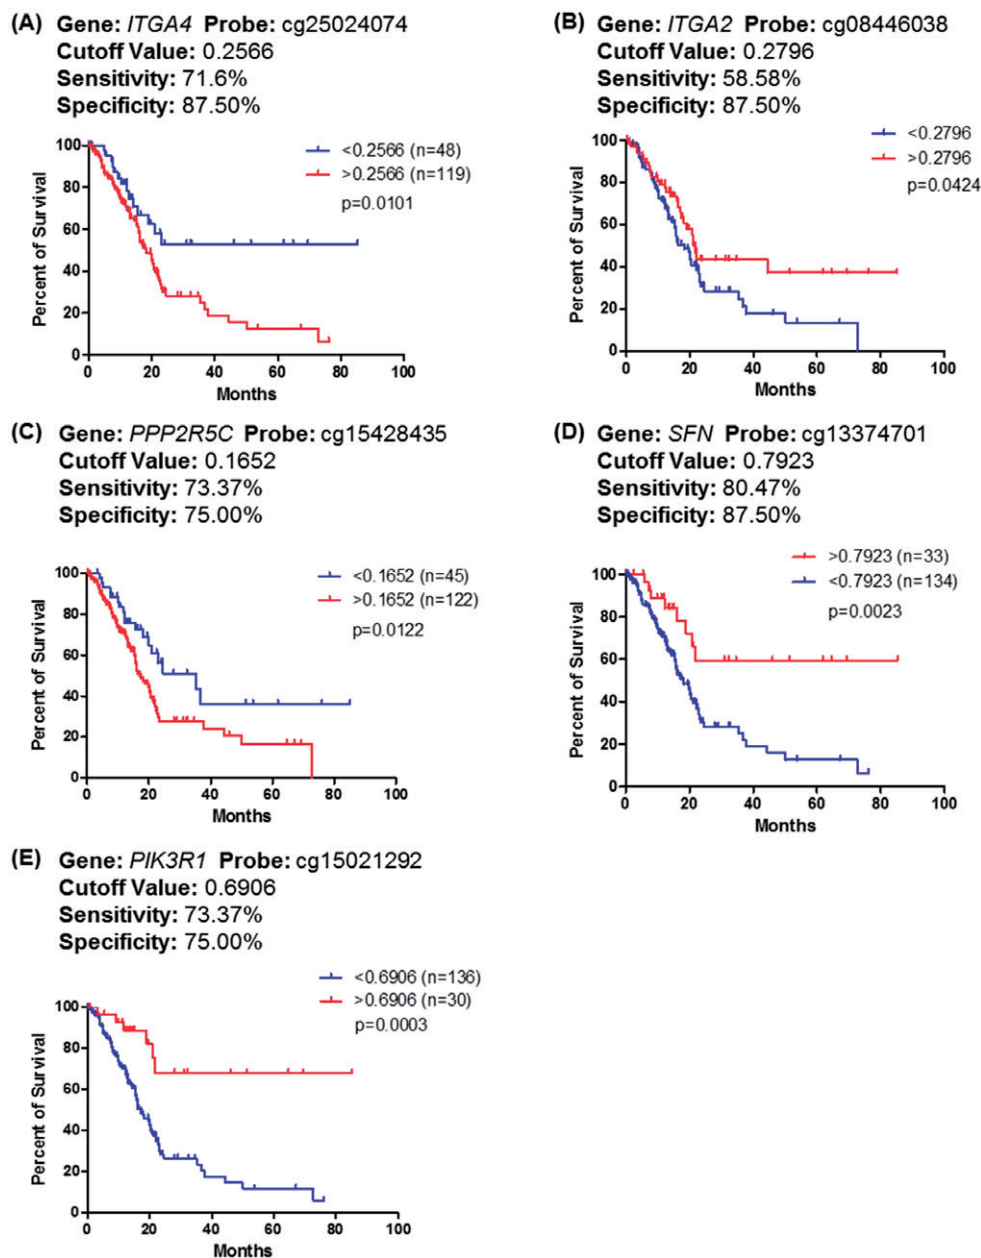 (A) Gene: ITGA4 Probe: cg25024074
Cutoff Value: 0.2566
Sensitivity: 71.6%
Specificity: 87.50%
<0.2566 (n=48)
>0.2566 (n=119)
p=0.0101
Percent of Survival
100
80
60
40
20
0
0 20 40 60 80 100
Months
(B) Gene: ITGA2 Probe: cg08446038
Cutoff Value: 0.2796
Sensitivity: 58.58%
Specificity: 87.50%
<0.2796
>0.2796
p=0.0424
Percent of Survival
100
80
60
40
20
0
0 20 40 60 80 100
Months
(C) Gene: PPP2R5C Probe: cg15428435
Cutoff Value: 0.1652
Sensitivity: 73.37%
Specificity: 75.00%
<0.1652 (n=45)
>0.1652 (n=122)
p=0.0122
Percent of Survival
100
80
60
40
20
0
0 20 40 60 80 100
Months
(D) Gene: SFN Probe: cg13374701
Cutoff Value: 0.7923
Sensitivity: 80.47%
Specificity: 87.50%
>0.7923 (n=33)
<0.7923 (n=134)
p=0.0023
Percent of Survival
100
80
60
40
20
0
0 20 40 60 80 100
Months
(E) Gene: PIK3R1 Probe: cg15021292
Cutoff Value: 0.6906
Sensitivity: 73.37%
Specificity: 75.00%
<0.6906 (n=136)
>0.6906 (n=30)
p=0.0003
Percent of Survival
100
80
60
40
20
0
0 20 40 60 80 100
Months